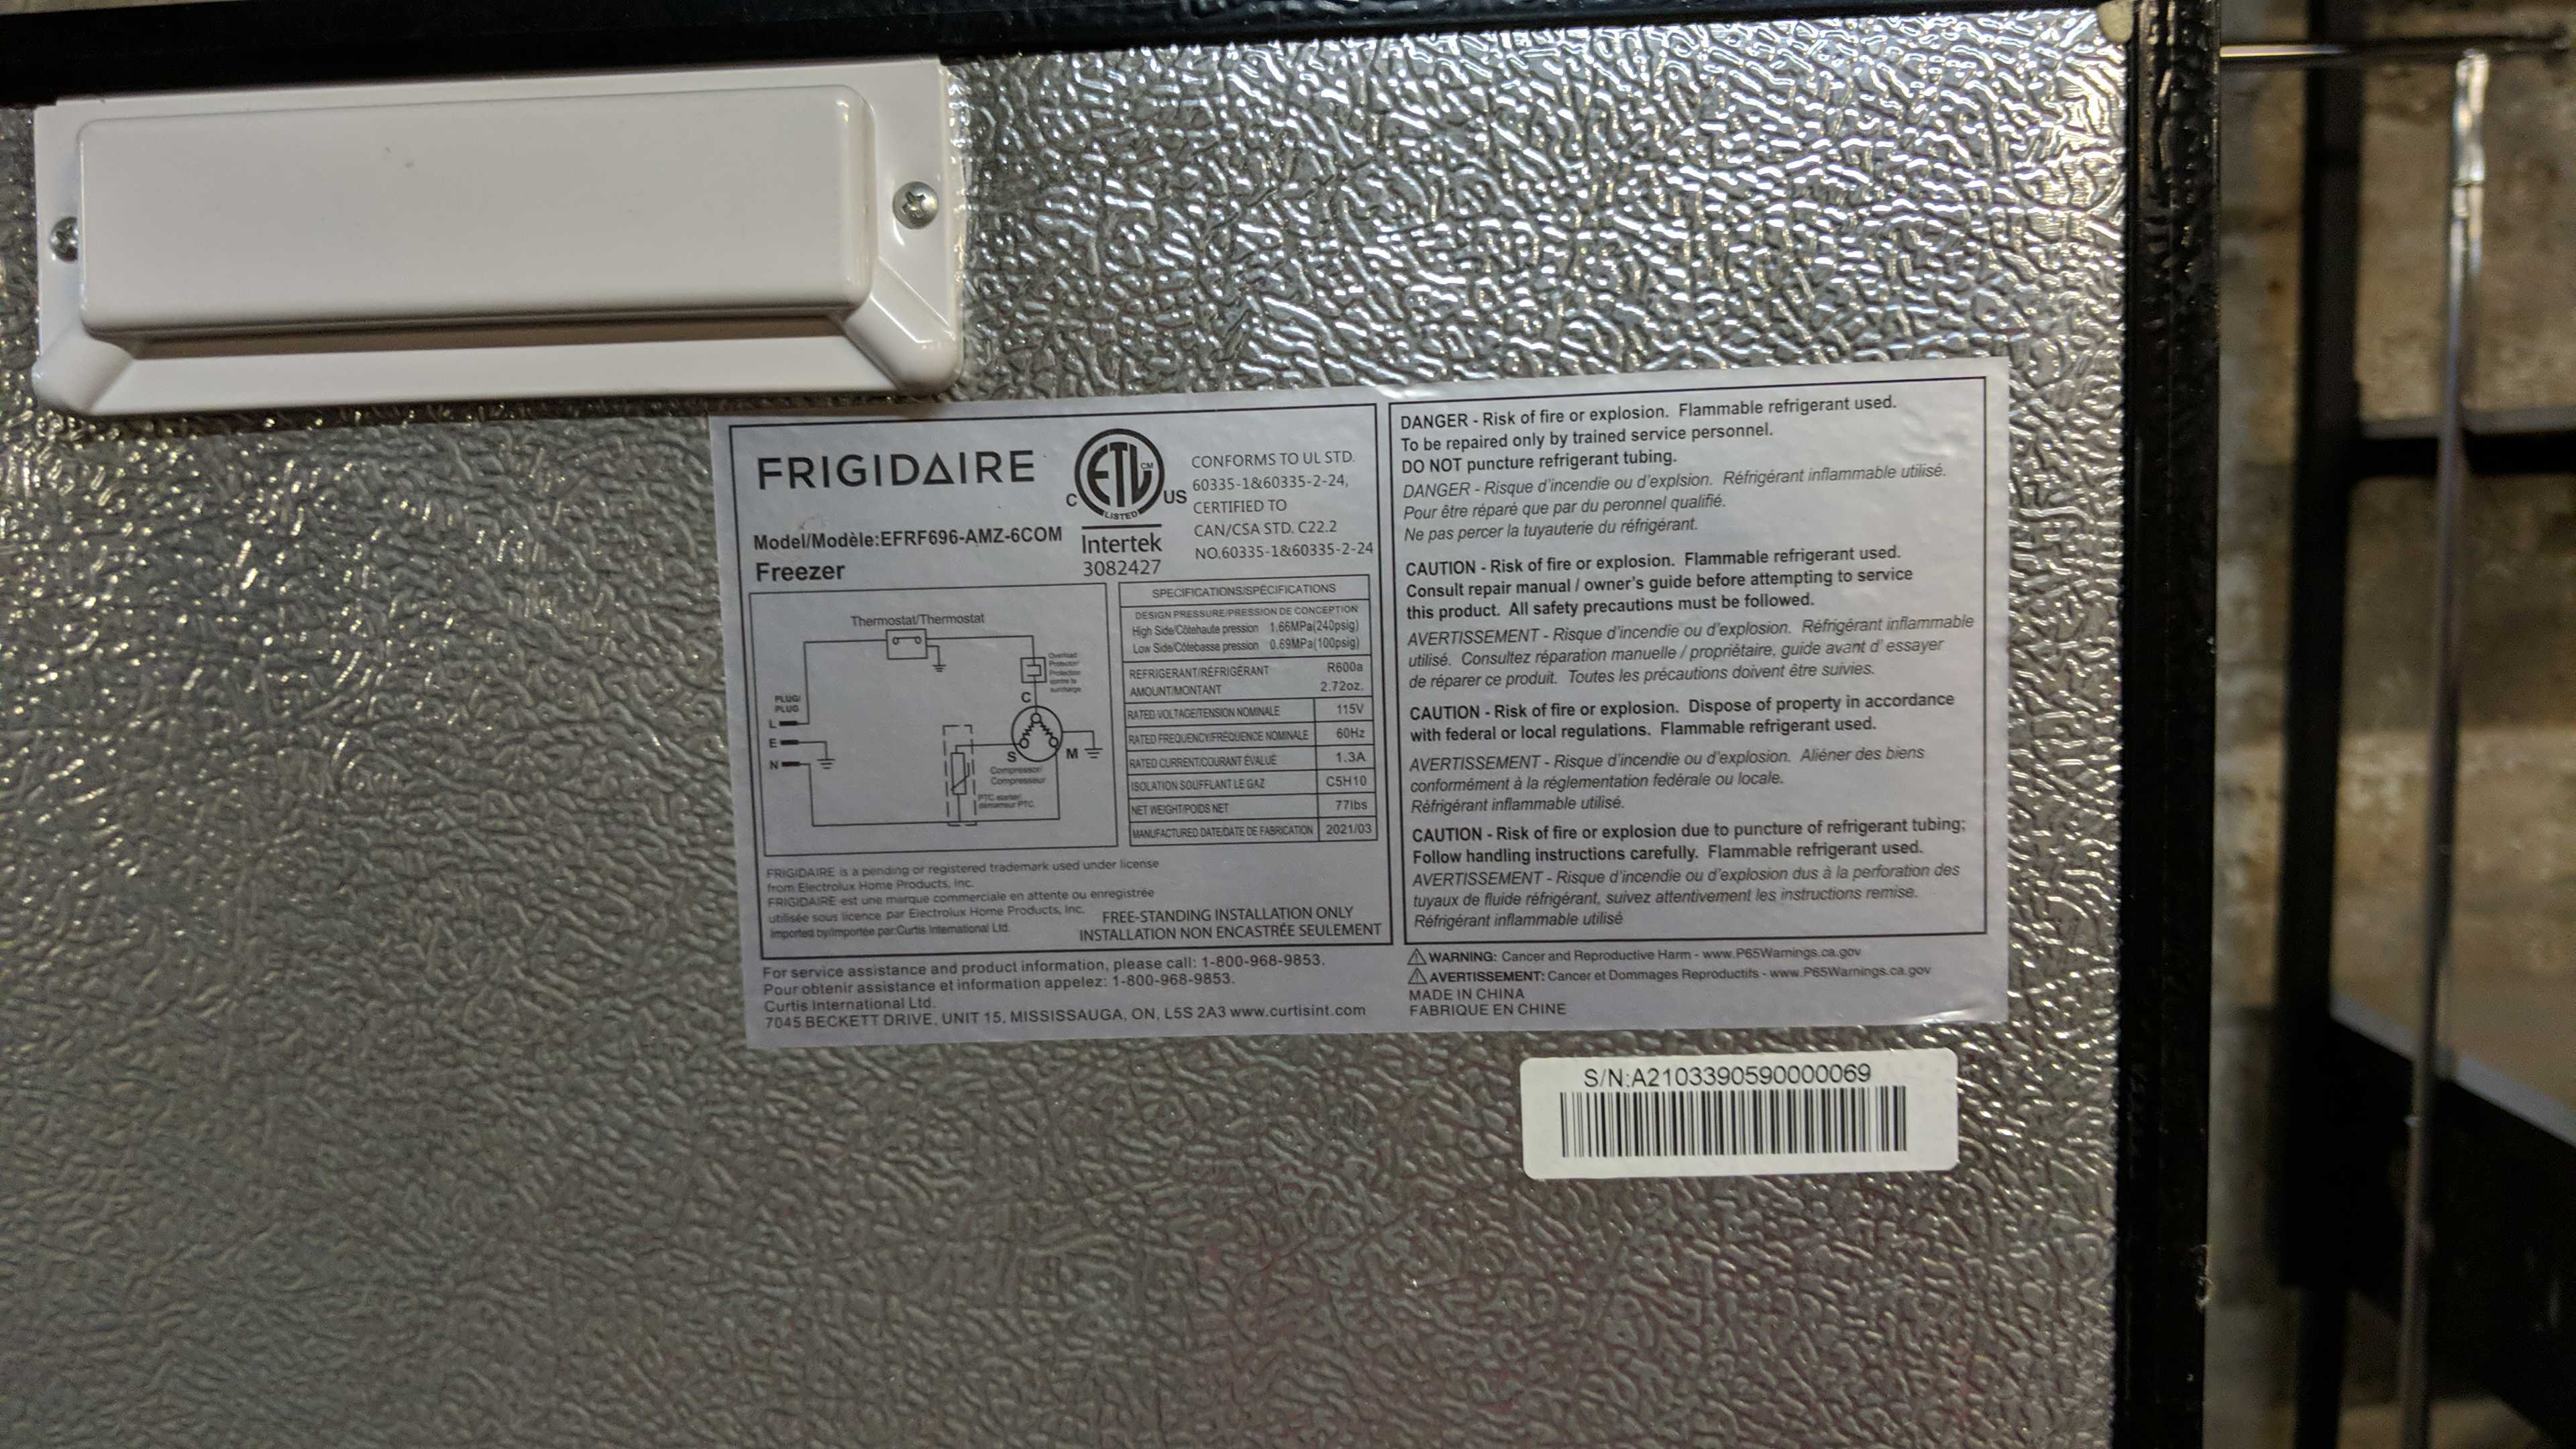 FRIGIDAIRE
Model/Modèle:EFRF696-AMZ-6COM
Freezer
C ETL CM US
LISTED
Intertek
3082427
CONFORMS TO UL STD.
60335-1&60335-2-24,
CERTIFIED TO
CAN/CSA STD. C22.2
NO.60335-1&60335-2-24
Thermostat/Thermostat
Overload
Protector/
Protection
contre la
surcharge
PLUG/
PLUG
L
E
N
C
S
M
Compressor/
Compresseur
PTC starter/
démarreur PTC
SPECIFICATIONS/SPÉCIFICATIONS
DESIGN PRESSURE/PRESSION DE CONCEPTION
High Side/Côtehaute pression 1.66MPa(240psig)
Low Side/Côtebasse pression 0.69MPa(100psig)
REFRIGERANT/RÉFRIGÉRANT R600a
AMOUNT/MONTANT 2.72oz.
RATED VOLTAGE/TENSION NOMINALE 115V
RATED FREQUENCY/FRÉQUENCE NOMINALE 60Hz
RATED CURRENT/COURANT ÉVALUÉ 1.3A
ISOLATION SOUFFLANT LE GAZ C5H10
NET WEIGHT/POIDS NET 77lbs
MANUFACTURED DATE/DATE DE FABRICATION 2021/03
FRIGIDAIRE is a pending or registered trademark used under license
from Electrolux Home Products, Inc.
FRIGIDAIRE est une marque commerciale en attente ou enregistrée
utilisée sous licence par Electrolux Home Products, Inc.
Imported by/Importée par:Curtis International Ltd.
FREE-STANDING INSTALLATION ONLY
INSTALLATION NON ENCASTRÉE SEULEMENT
For service assistance and product information, please call: 1-800-968-9853.
Pour obtenir assistance et information appelez: 1-800-968-9853.
Curtis International Ltd.
7045 BECKETT DRIVE, UNIT 15, MISSISSAUGA, ON, L5S 2A3 www.curtisint.com
DANGER - Risk of fire or explosion. Flammable refrigerant used.
To be repaired only by trained service personnel.
DO NOT puncture refrigerant tubing.
DANGER - Risque d'incendie ou d'explsion. Réfrigérant inflammable utilisé.
Pour être réparé que par du peronnel qualifié.
Ne pas percer la tuyauterie du réfrigérant.
CAUTION - Risk of fire or explosion. Flammable refrigerant used.
Consult repair manual / owner's guide before attempting to service
this product. All safety precautions must be followed.
AVERTISSEMENT - Risque d'incendie ou d'explosion. Réfrigérant inflammable
utilisé. Consultez réparation manuelle / propriétaire, guide avant d' essayer
de réparer ce produit. Toutes les précautions doivent être suivies.
CAUTION - Risk of fire or explosion. Dispose of property in accordance
with federal or local regulations. Flammable refrigerant used.
AVERTISSEMENT - Risque d'incendie ou d'explosion. Aliéner des biens
conformément à la réglementation fedérale ou locale.
Réfrigérant inflammable utilisé.
CAUTION - Risk of fire or explosion due to puncture of refrigerant tubing;
Follow handling instructions carefully. Flammable refrigerant used.
AVERTISSEMENT - Risque d'incendie ou d'explosion dus à la perforation des
tuyaux de fluide réfrigérant, suivez attentivement les instructions remise.
Réfrigérant inflammable utilisé
WARNING: Cancer and Reproductive Harm - www.P65Warnings.ca.gov
AVERTISSEMENT: Cancer et Dommages Reproductifs - www.P65Warnings.ca.gov
MADE IN CHINA
FABRIQUE EN CHINE
S/N:A2103390590000069